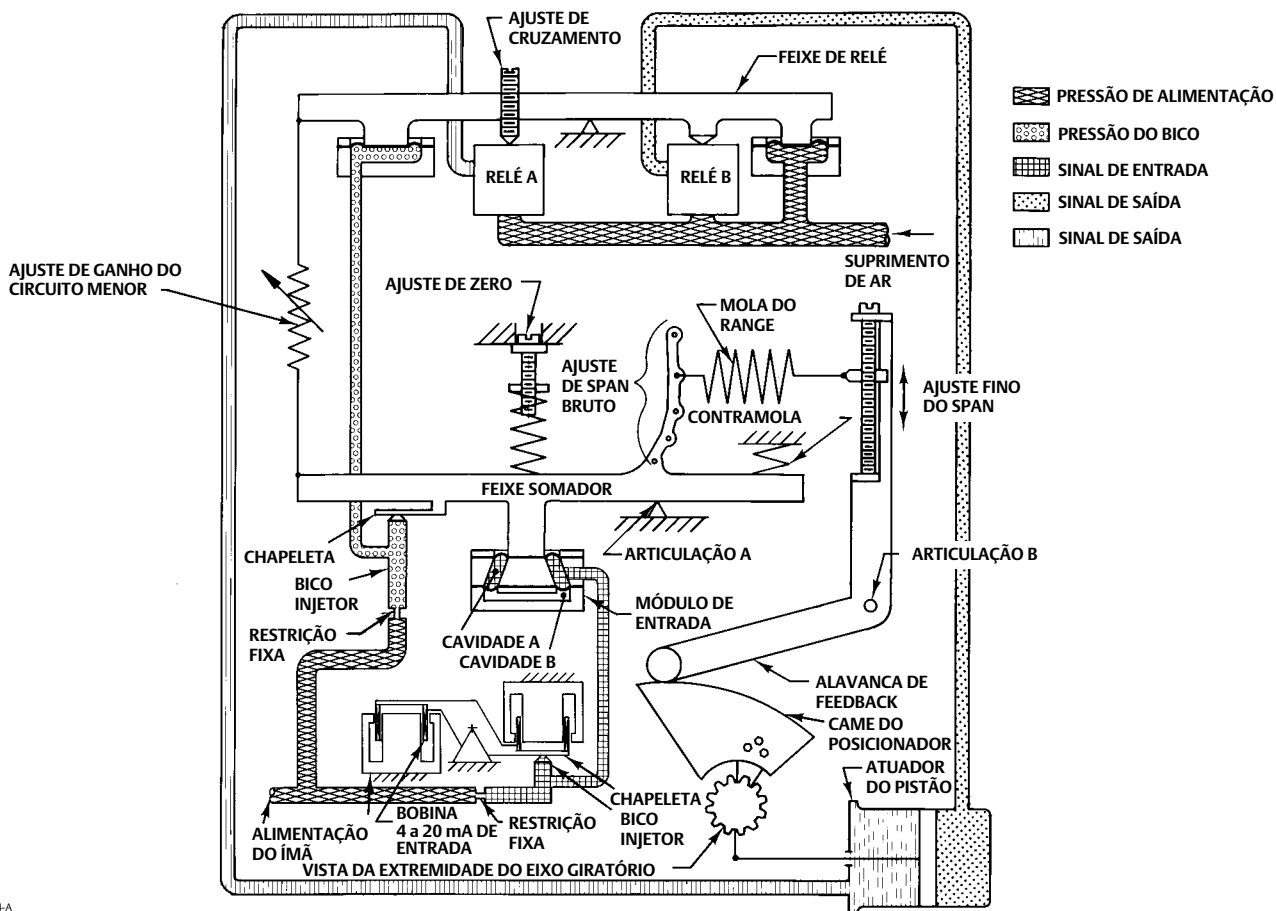 AJUSTE DE
CRUZAMENTO
FEIXE DE RELÉ
PRESSÃO DE ALIMENTAÇÃO
PRESSÃO DO BICO
SINAL DE ENTRADA
SINAL DE SAÍDA
SINAL DE SAÍDA
RELÉ A
RELÉ B
SUPRIMENTO
DE AR
AJUSTE DE GANHO DO
CIRCUITO MENOR
AJUSTE DE ZERO
MOLA DO
RANGE
AJUSTE
DE SPAN
BRUTO
CONTRAMOLA
AJUSTE FINO
DO SPAN
FEIXE SOMADOR
CHAPELETA
BICO
INJETOR
RESTRIÇÃO
FIXA
ARTICULAÇÃO A
ARTICULAÇÃO B
MÓDULO DE
ENTRADA
CAVIDADE A
CAVIDADE B
ALAVANCA DE
FEEDBACK
CAME DO
POSICIONADOR
ATUADOR
DO PISTÃO
ALIMENTAÇÃO
DO ÍMÃ
BOBINA
4 a 20 mA DE
ENTRADA
RESTRIÇÃO
FIXA
CHAPELETA
BICO
INJETOR
VISTA DA EXTREMIDADE DO EIXO GIRATÓRIO